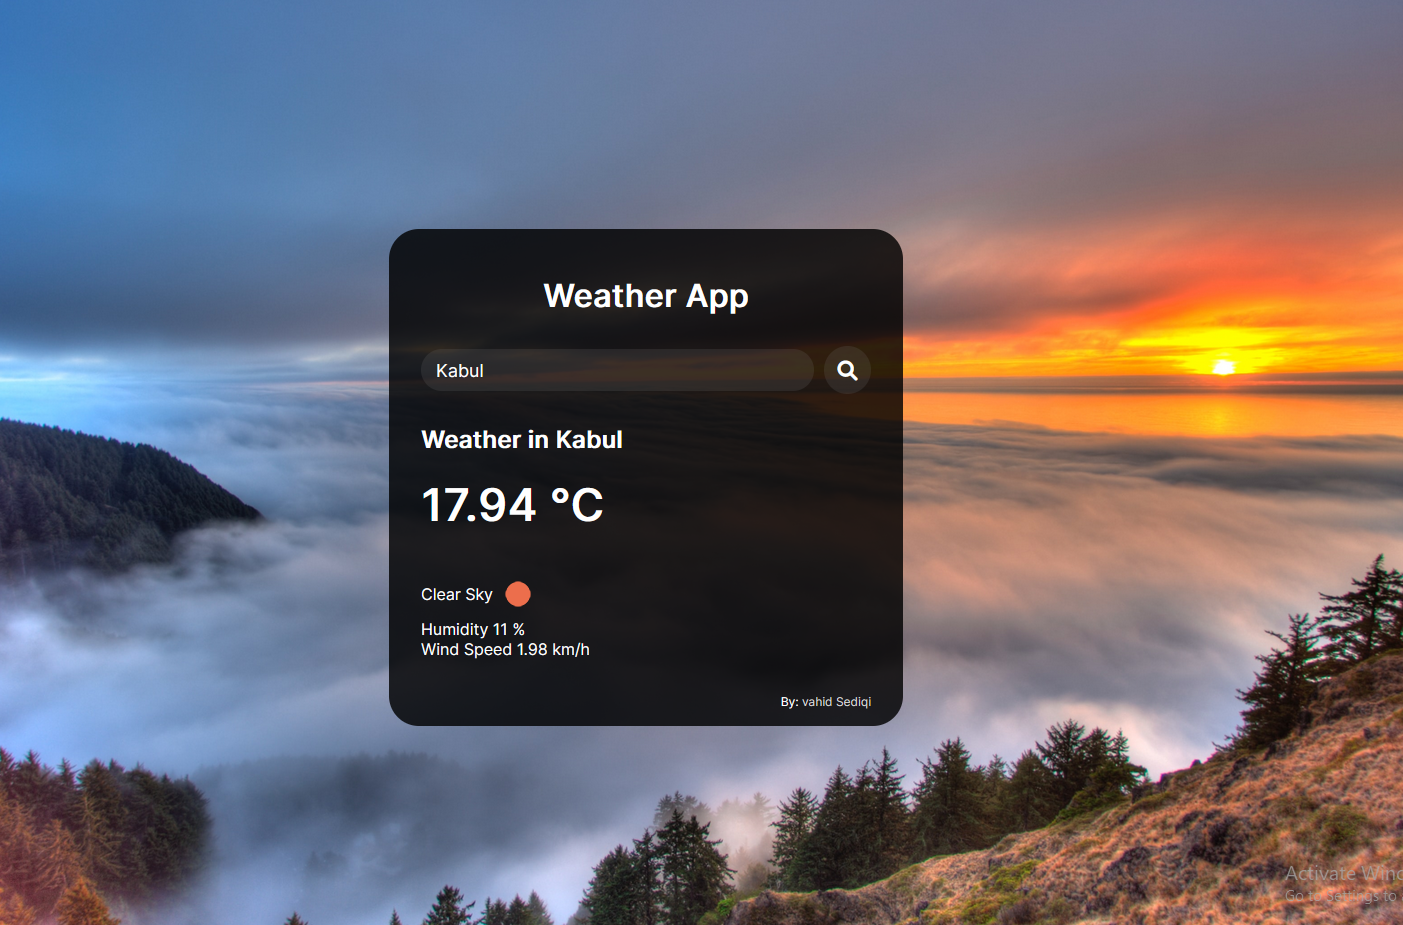 Weather App
Kabul
Weather in Kabul
17.94 °C
Clear Sky
Humidity 11 %
Wind Speed 1.98 km/h
By: vahid Sediqi
Activate Wind
Go to Settings to